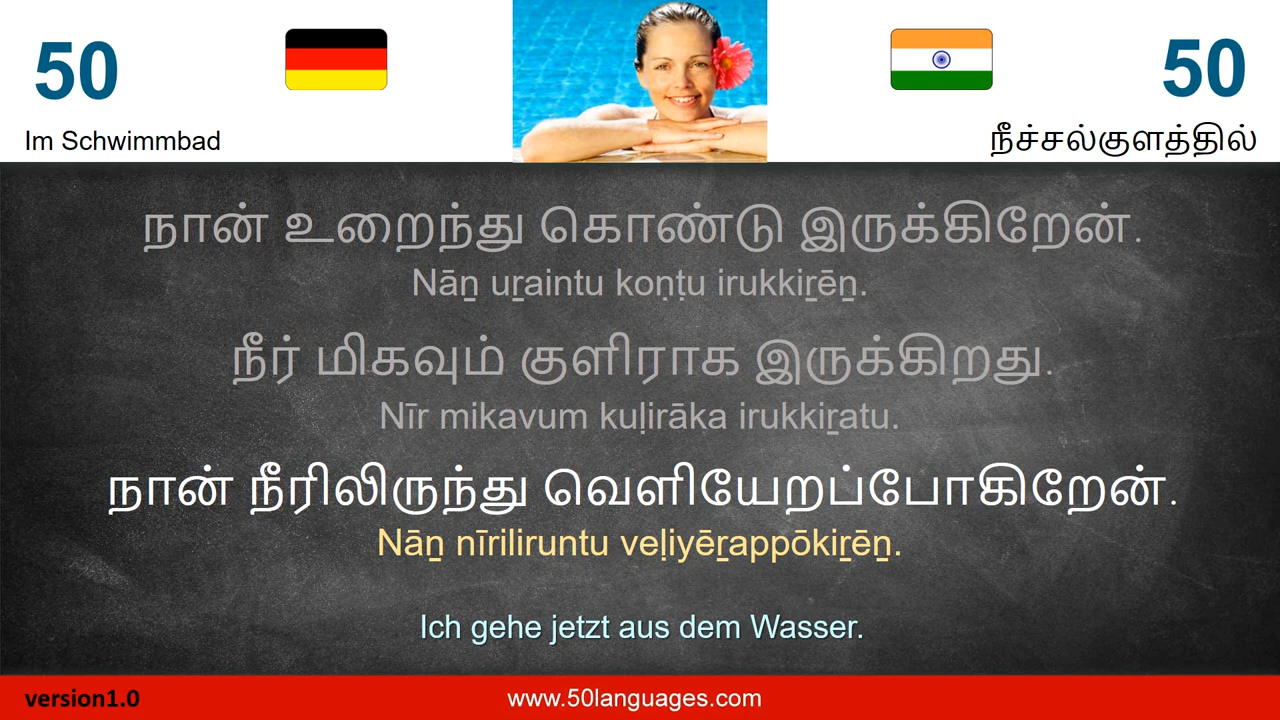 50
50
Im Schwimmbad
நீச்சல்குளத்தில்
நான் உறைந்து கொண்டு இருக்கிறேன்.
Nāṉ uṟaintu koṇṭu irukkiṟēṉ.
நீர் மிகவும் குளிராக இருக்கிறது.
Nīr mikavum kuḷirāka irukkiṟatu.
நான் நீரிலிருந்து வெளியேறப்போகிறேன்.
Nāṉ nīriliruntu veḷiyēṟappōkiṟēṉ.
Ich gehe jetzt aus dem Wasser.
version1.0
www.50languages.com